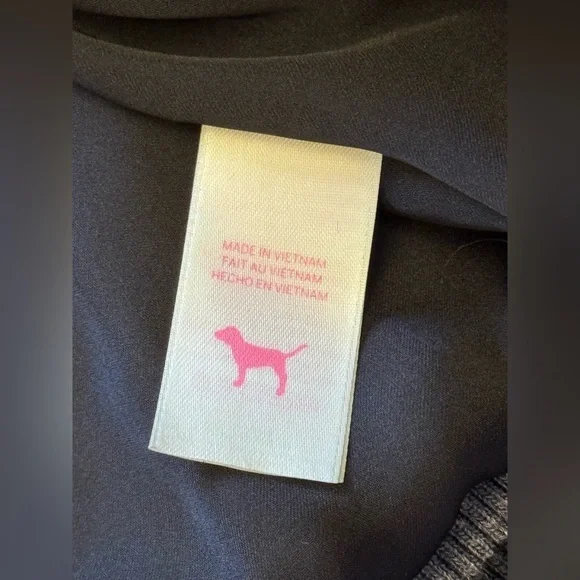 MADE IN VIETNAM
FAIT AU VIETNAM
HECHO EN VIETNAM